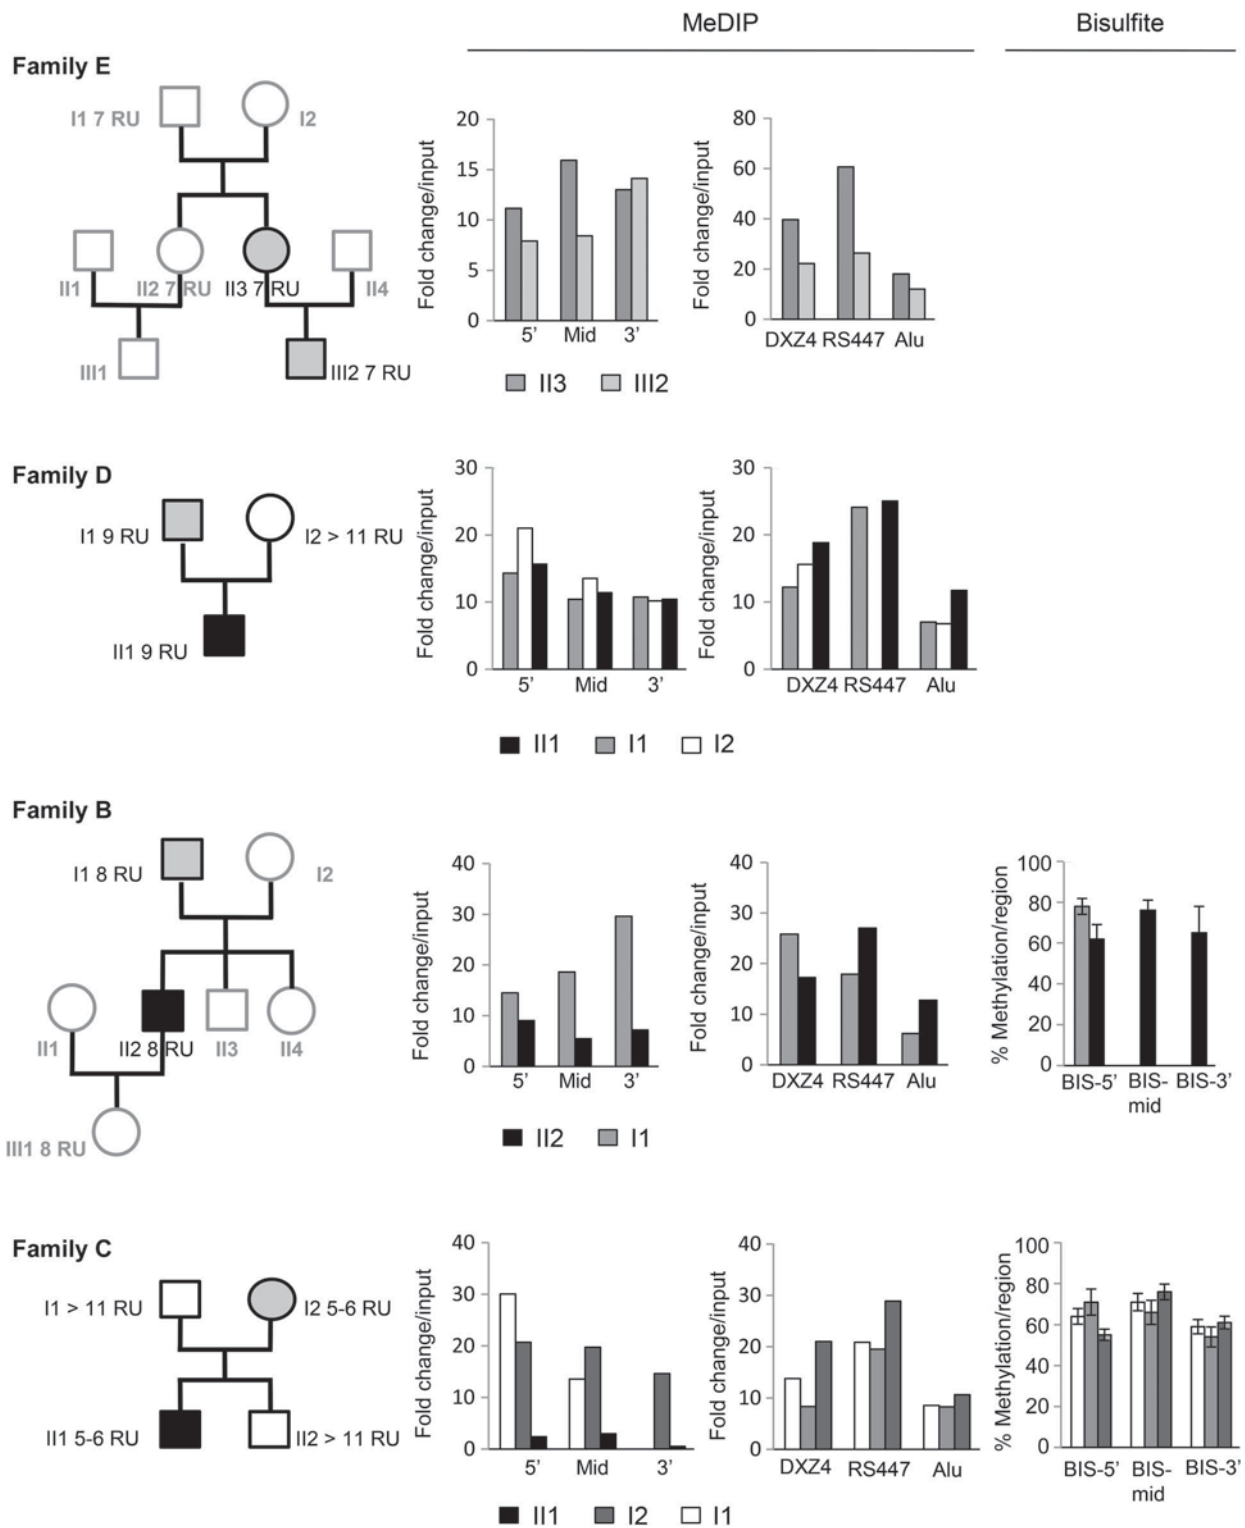 MeDIP
Bisulfite
Family E
I1 7 RU
I2
II1
II2 7 RU
II3 7 RU
II4
III1
III2 7 RU
Fold change/input
20
15
10
5
0
5’ Mid 3’
Fold change/input
80
60
40
20
0
DXZ4 RS447 Alu
II3 III2
Family D
I1 9 RU
I2 > 11 RU
II1 9 RU
Fold change/input
30
20
10
0
5’ Mid 3’
Fold change/input
30
20
10
0
DXZ4 RS447 Alu
II1 I1 I2
Family B
I1 8 RU
I2
II1
II2 8 RU
II3
II4
III1 8 RU
Fold change/input
40
30
20
10
0
5’ Mid 3’
Fold change/input
40
30
20
10
0
DXZ4 RS447 Alu
% Methylation/region
100
80
60
40
20
0
BIS-5’ BIS- BIS-3’
mid
II2 I1
Family C
I1 > 11 RU
I2 5-6 RU
II1 5-6 RU
II2 > 11 RU
Fold change/input
40
30
20
10
0
5’ Mid 3’
Fold change/input
40
30
20
10
0
DXZ4 RS447 Alu
% Methylation/region
100
80
60
40
20
0
BIS-5’ BIS- BIS-3’
mid
II1 I2 I1